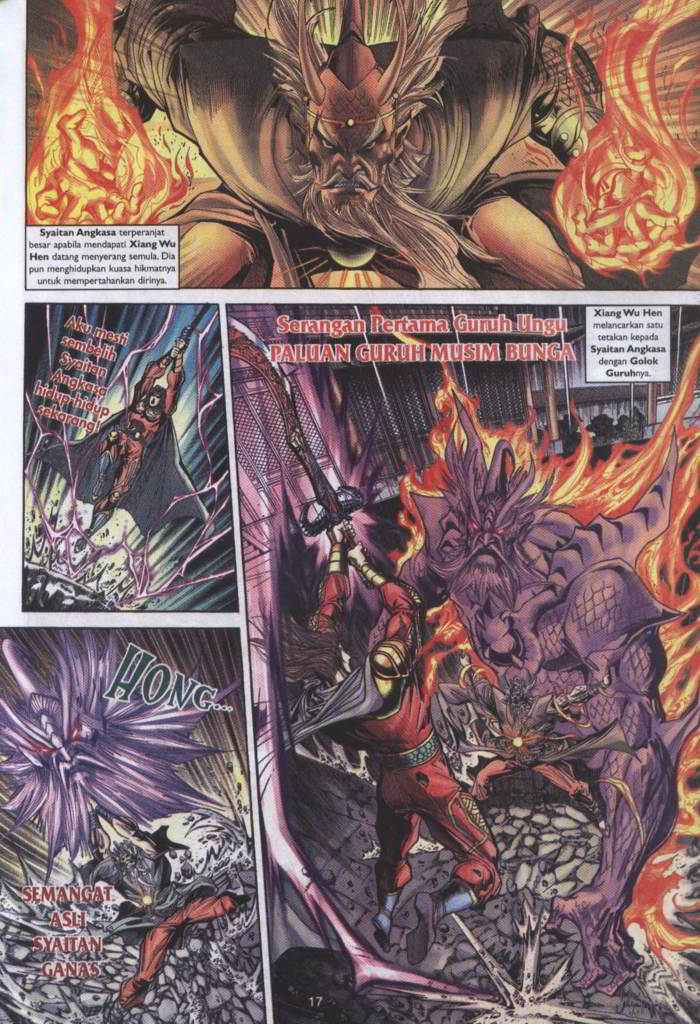 Syaitan Angkasa terperanjat
besar apabila mendapati Xiang Wu
Hen datang menyerang semula. Dia
pun menghidupkan kuasa hikmatnya
untuk mempertahankan dirinya.
Aku mesti
sembelih
Syaitan
Angkasa
hidup-hidup
sekarang!
Serangan Pertama Guruh Ungu
PALUAN GURUH MUSIM BUNGA
Xiang Wu Hen
melancarkan satu
tetakan kepada
Syaitan Angkasa
dengan Golok
Guruhnya.
HONG...
SEMANGAT
ASLI
SYAITAN
GANAS
17